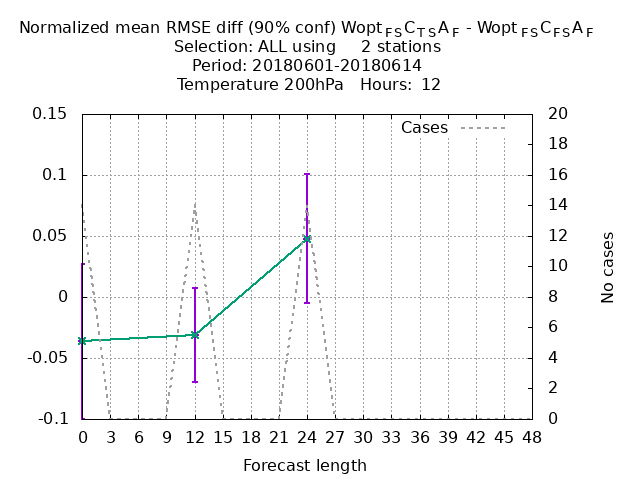 Normalized mean RMSE diff (90% conf) Wopt FS C TS A F - Wopt FS C FS A F
Selection: ALL using 2 stations
Period: 20180601-20180614
Temperature 200hPa Hours: 12
Cases
0.15
0.1
0.05
0
-0.05
-0.1
20
18
16
14
12
10
8
6
4
2
0
No cases
0 3 6 9 12 15 18 21 24 27 30 33 36 39 42 45 48
Forecast length